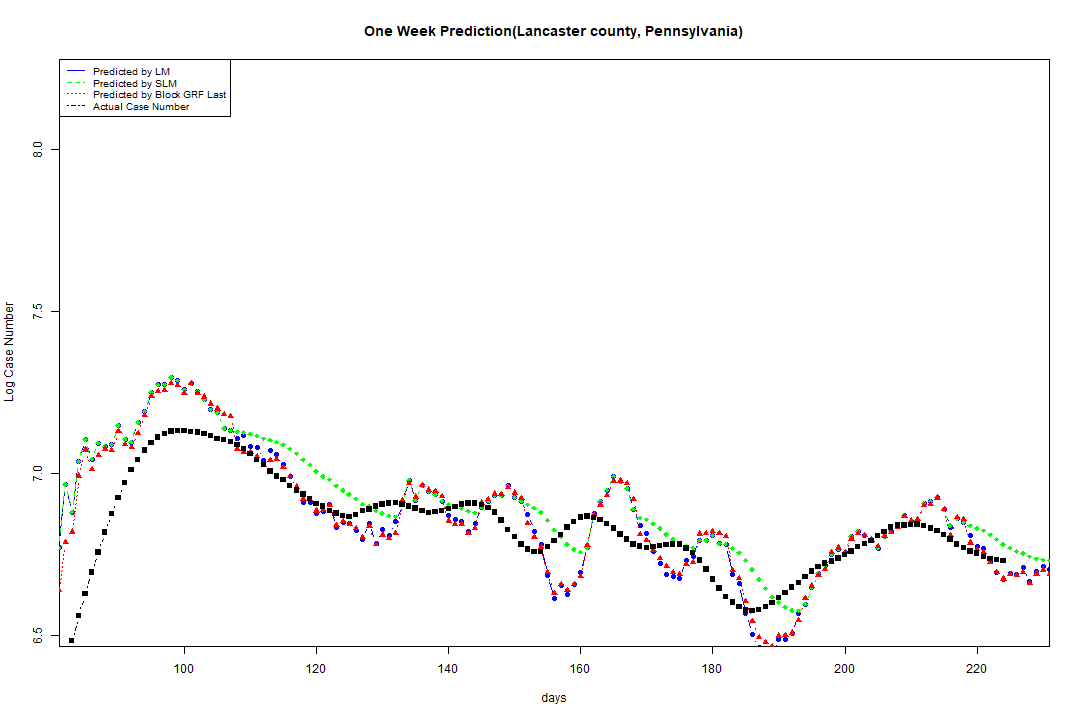 One Week Prediction(Lancaster county, Pennsylvania)
Predicted by LM
Predicted by SLM
Predicted by Block GRF Last
Actual Case Number
8.0
7.5
7.0
6.5
Log Case Number
100 120 140 160 180 200 220
days